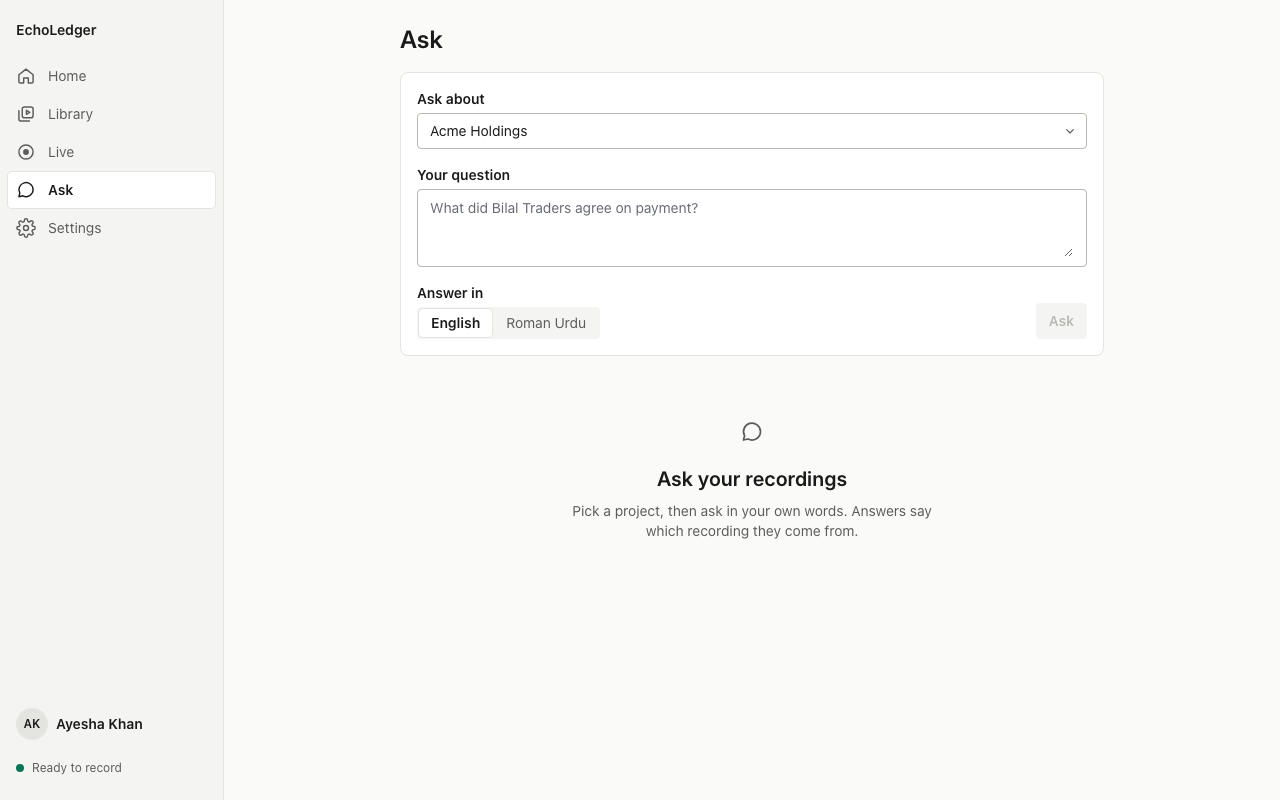 EchoLedger
Home
Library
Live
Ask
Settings
AK
Ayesha Khan
Ready to record
Ask
Ask about
Acme Holdings
Your question
What did Bilal Traders agree on payment?
Answer in
English
Roman Urdu
Ask
Ask your recordings
Pick a project, then ask in your own words. Answers say
which recording they come from.